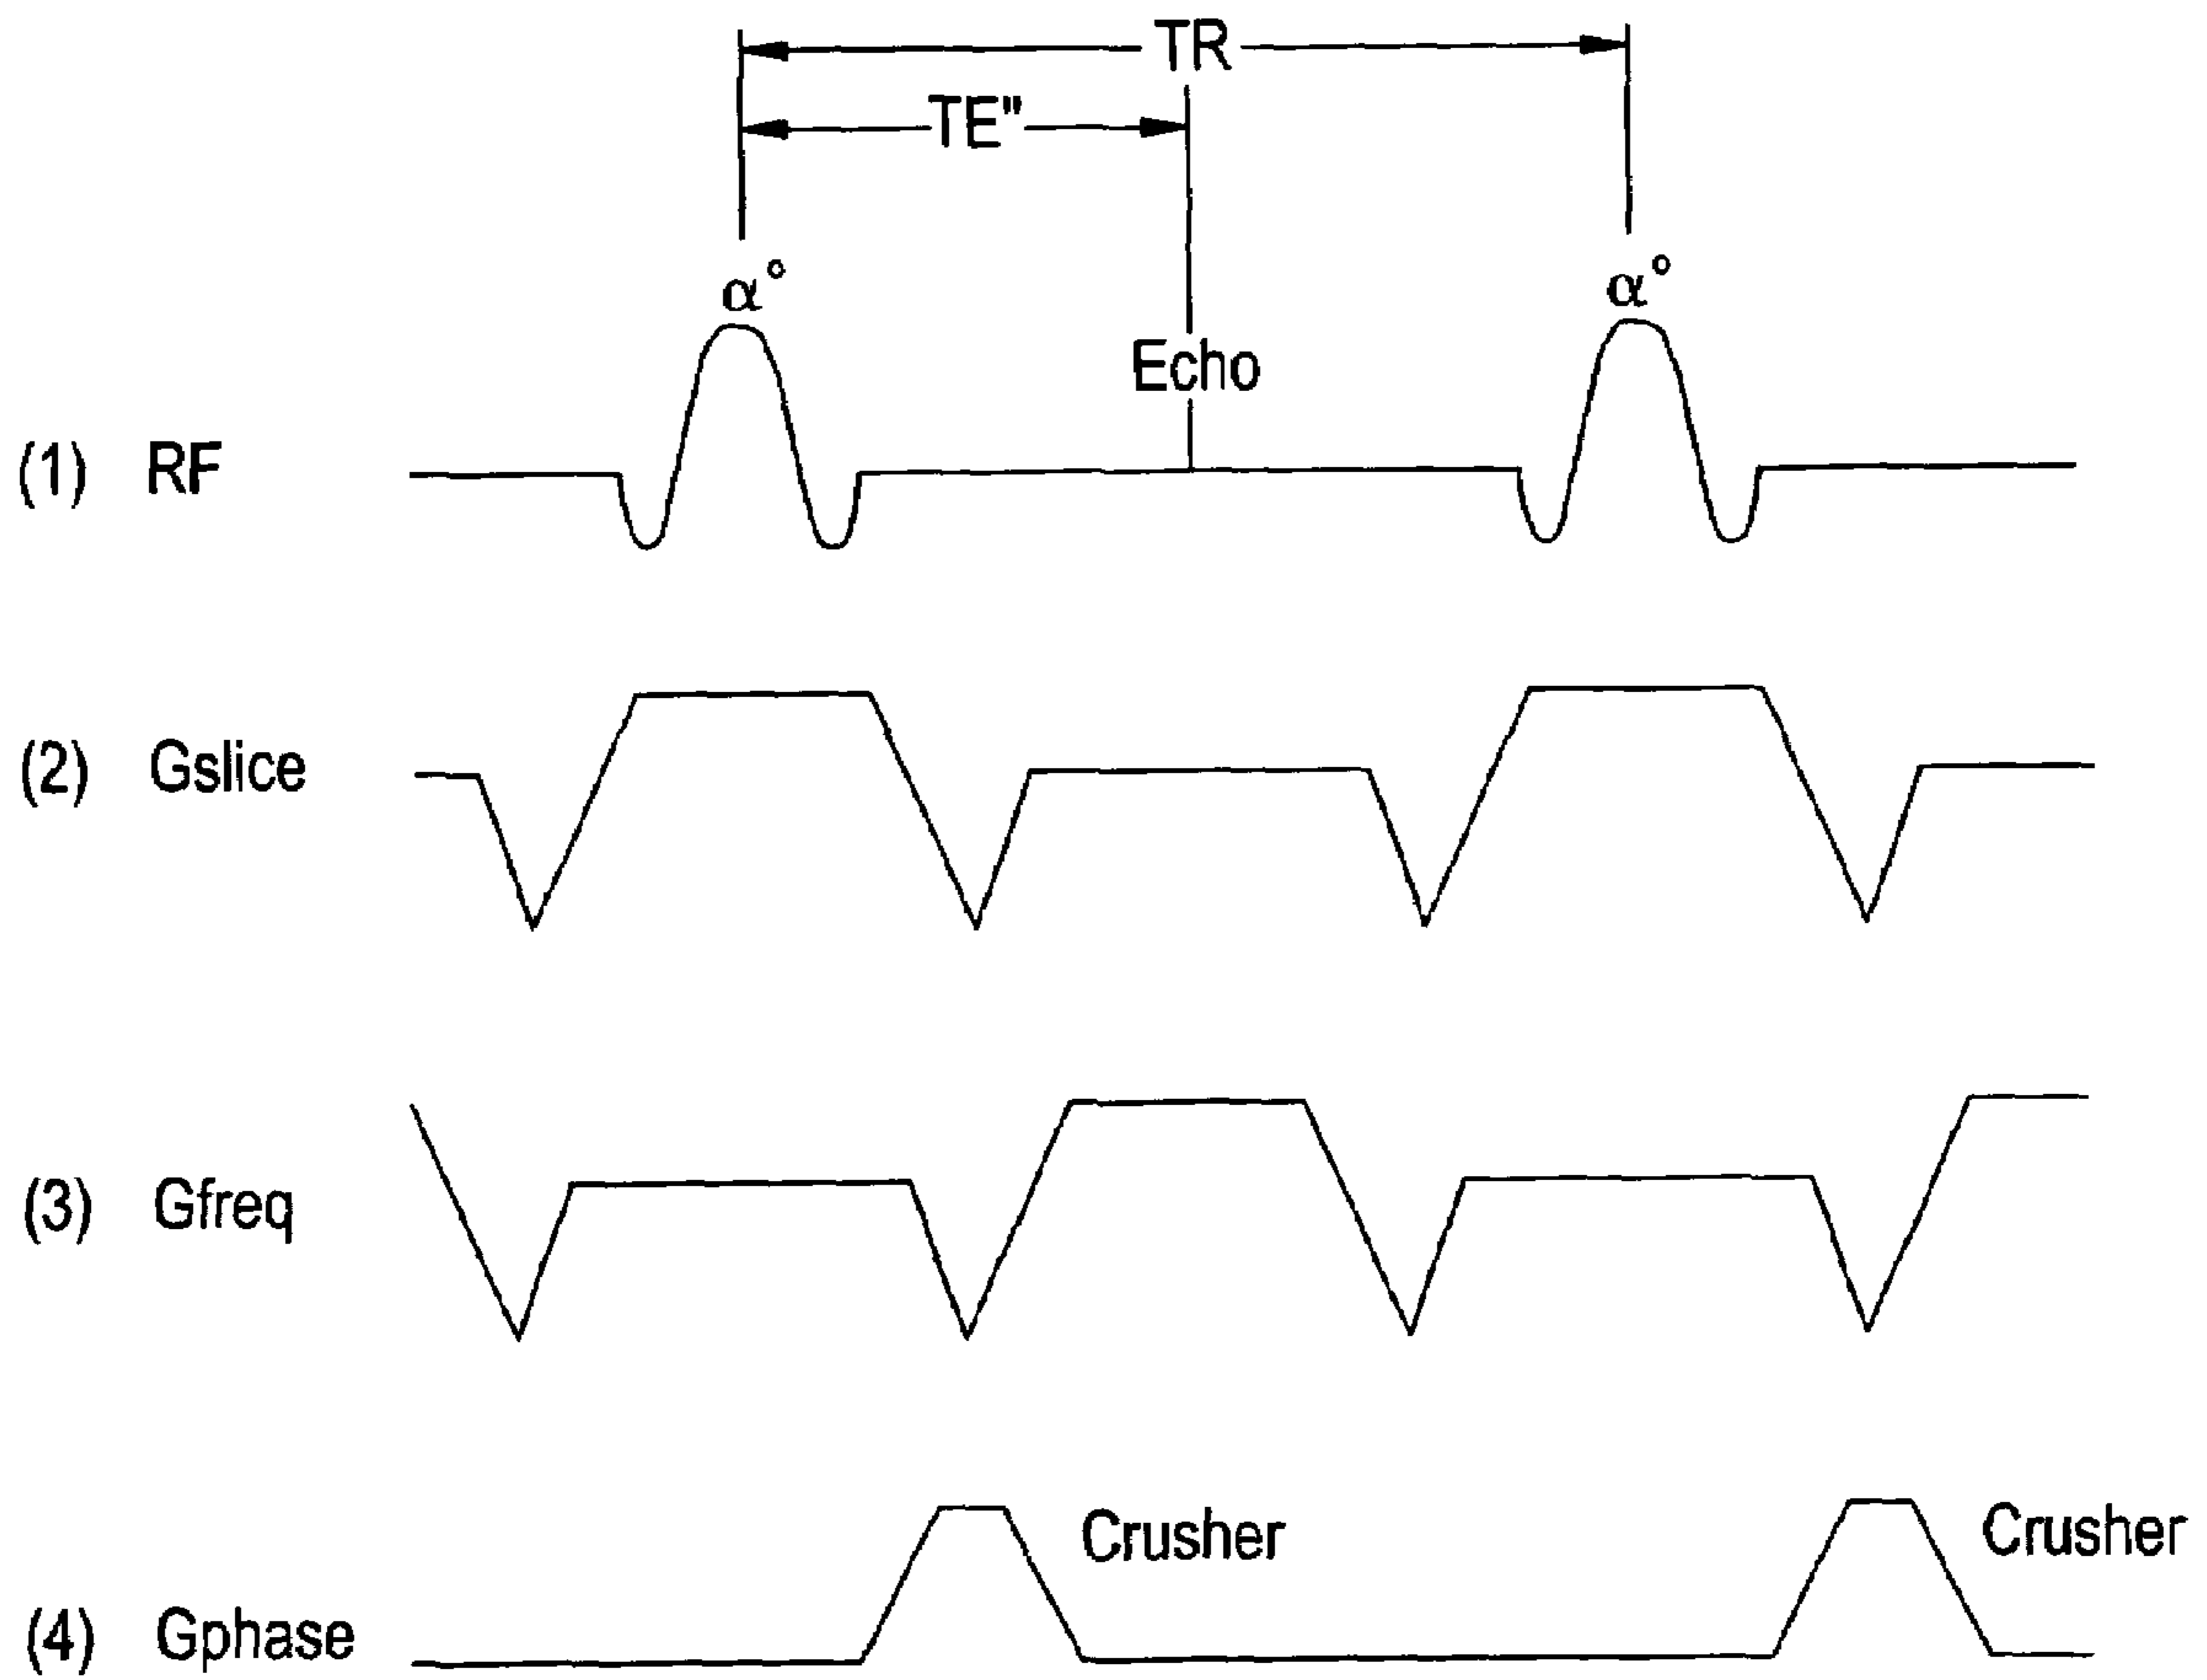 TR
TE"
α° α°
Echo
(1) RF
(2) Gslice
(3) Gfreq
Crusher Crusher
(4) Gphase